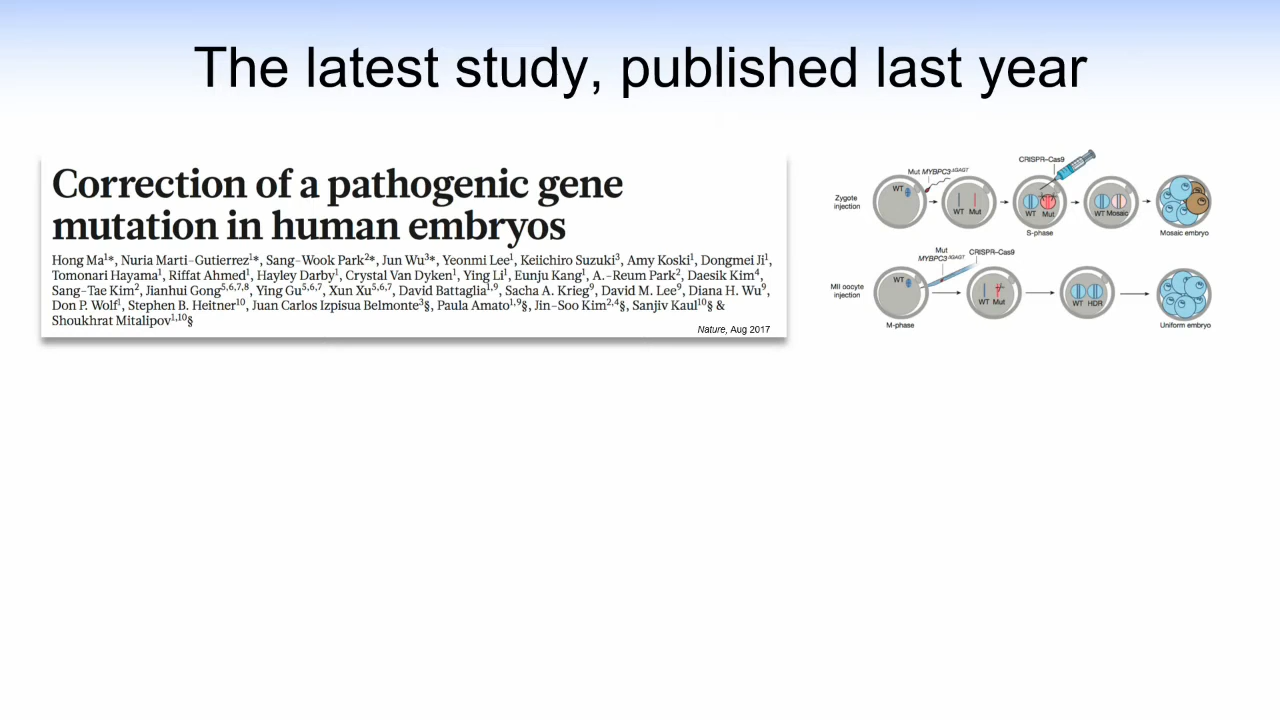 The latest study, published last year
Correction of a pathogenic gene
mutation in human embryos
Hong Ma1*, Nuria Marti-Gutierrez1*, Sang-Wook Park2*, Jun Wu3*, Yeonmi Lee1, Keiichiro Suzuki3, Amy Koski1, Dongmei Ji1,
Tomonari Hayama1, Riffat Ahmed1, Hayley Darby1, Crystal Van Dyken1, Ying Li1, Eunju Kang1, A.-Reum Park2, Daesik Kim4,
Sang-Tae Kim2, Jianhui Gong5,6,7,8, Ying Gu5,6,7, Xun Xu5,6,7, David Battaglia1,9, Sacha A. Krieg9, David M. Lee9, Diana H. Wu9,
Don P. Wolf1, Stephen B. Heitner10, Juan Carlos Izpisua Belmonte3§, Paula Amato1,9§, Jin-Soo Kim2,4§, Sanjiv Kaul10§ &
Shoukhrat Mitalipov1,10§
Nature, Aug 2017
CRISPR–Cas9
Mut MYBPC3ΔGAGT
Zygote
injection
WT
WT Mut
WT Mut
WT Mosaic
S-phase
Mosaic embryo
Mut
MYBPC3ΔGAGT
CRISPR–Cas9
MII oocyte
injection
WT
WT Mut
WT HDR
M-phase
Uniform embryo